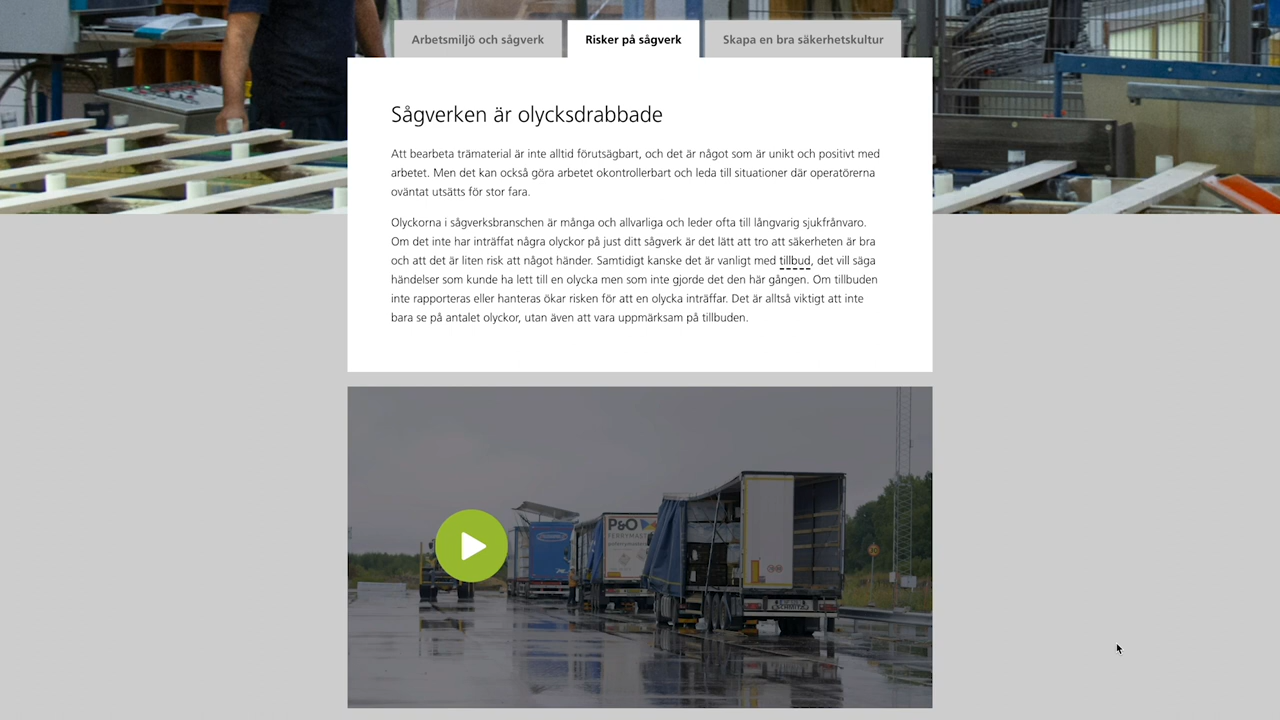 Arbetsmiljö och sågverk
Risker på sågverk
Skapa en bra säkerhetskultur
Sågverken är olycksdrabbade
Att bearbeta trämaterial är inte alltid förutsägbart, och det är något som är unikt och positivt med
arbetet. Men det kan också göra arbetet okontrollerbart och leda till situationer där operatörerna
oväntat utsätts för stor fara.
Olyckorna i sågverksbranschen är många och allvarliga och leder ofta till långvarig sjukfrånvaro.
Om det inte har inträffat några olyckor på just ditt sågverk är det lätt att tro att säkerheten är bra
och att det är liten risk att något händer. Samtidigt kanske det är vanligt med tillbud, det vill säga
händelser som kunde ha lett till en olycka men som inte gjorde det den här gången. Om tillbuden
inte rapporteras eller hanteras ökar risken för att en olycka inträffar. Det är alltså viktigt att inte
bara se på antalet olyckor, utan även att vara uppmärksam på tillbuden.
P&O